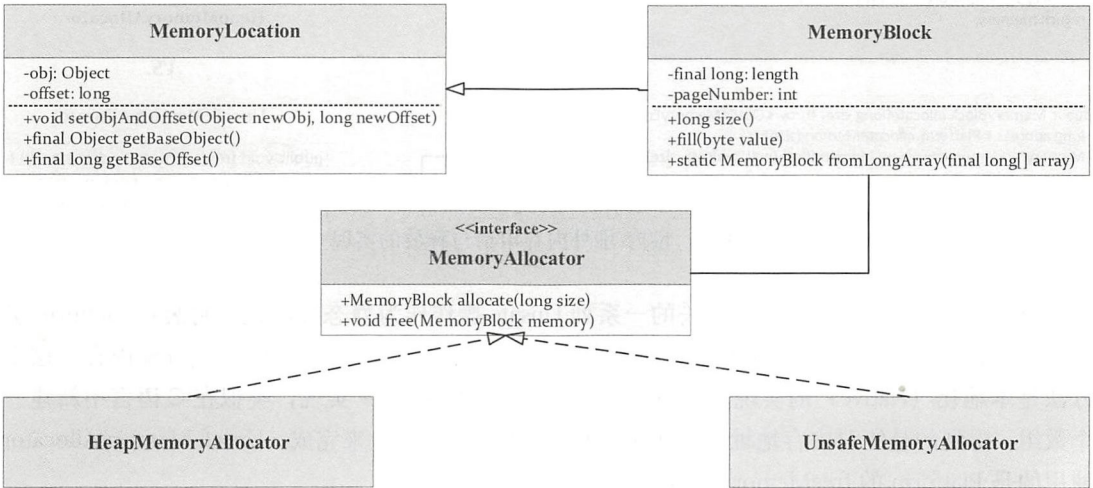 MemoryLocation
-obj: Object
-offset: long
+void setObjAndOffset(Object newObj, long newOffset)
+final Object getBaseObject()
+final long getBaseOffset()
MemoryBlock
-final long: length
-pageNumber: int
+long size()
+fill(byte value)
+static MemoryBlock fromLongArray(final long[] array)
<<interface>>
MemoryAllocator
+MemoryBlock allocate(long size)
+void free(MemoryBlock memory)
HeapMemoryAllocator
UnsafeMemoryAllocator